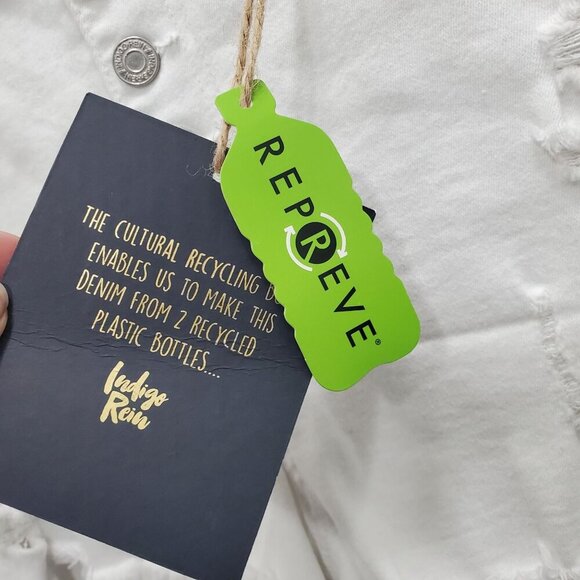 THE CULTURAL RECYCLING
ENABLES US TO MAKE THIS
DENIM FROM 2 RECYCLED
PLASTIC BOTTLES....
Indigo
Rein
REPREVE®